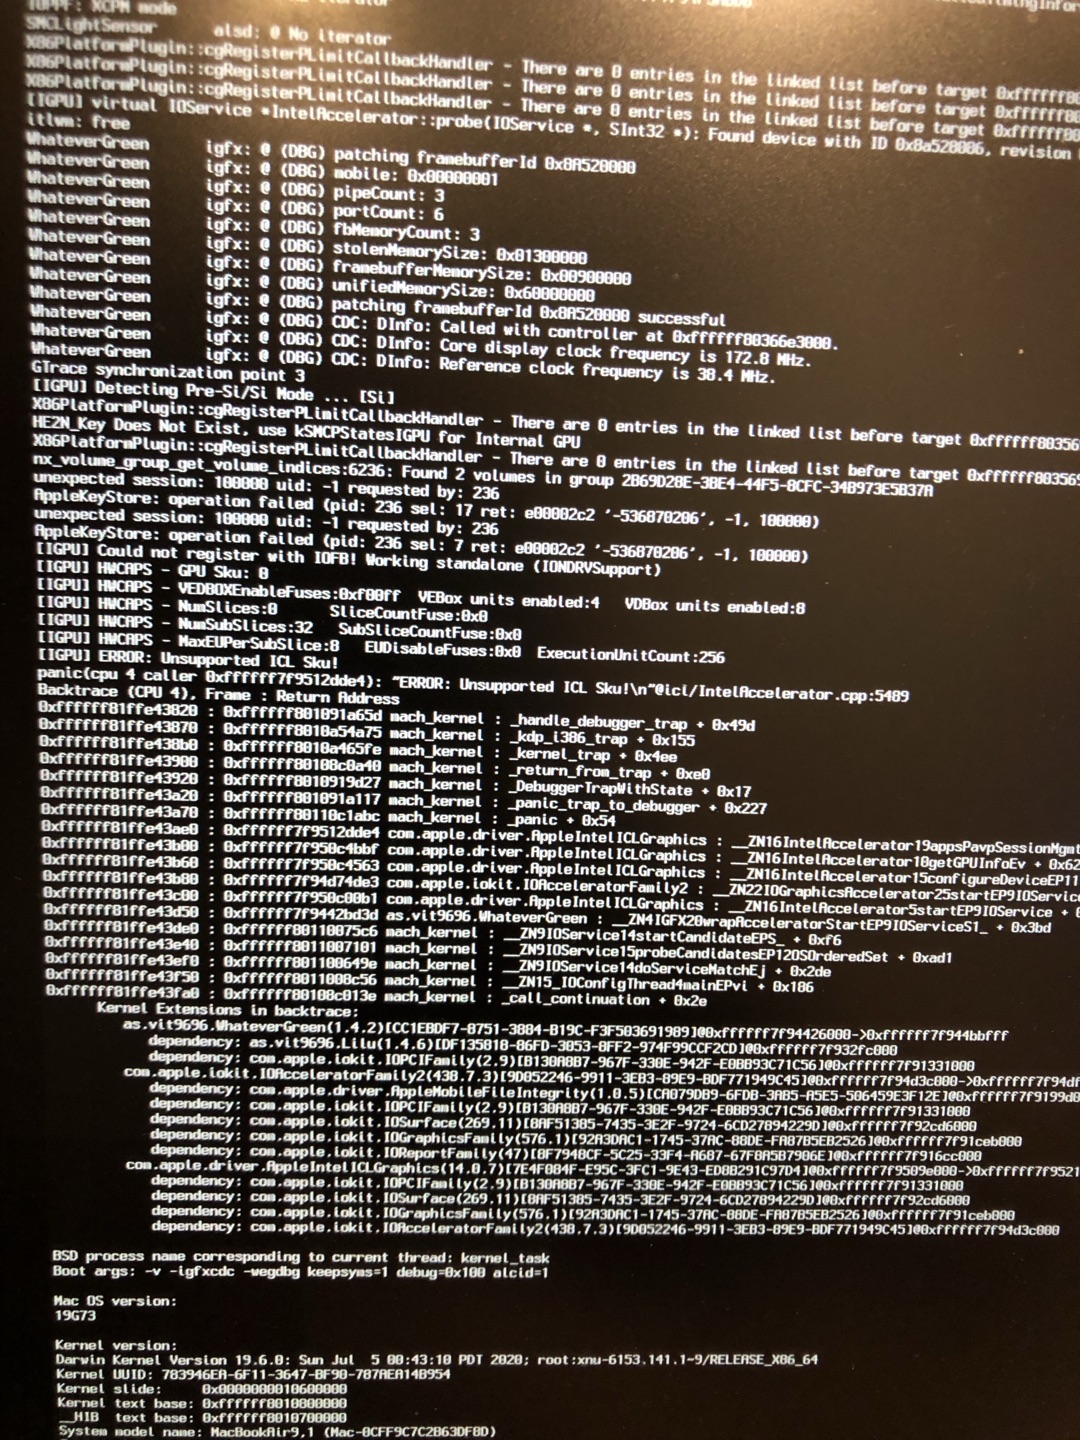 IOPPF: XCPM mode
SMCLightSensor alsd: @ No iterator
X86PlatformPlugin::cgRegisterPLimitCallbackHandler - There are 0 entries in the linked list before target 0xffffff80
X86PlatformPlugin::cgRegisterPLimitCallbackHandler - There are 0 entries in the linked list before target 0xffffff80
X86PlatformPlugin::cgRegisterPLimitCallbackHandler - There are 0 entries in the linked list before target 0xffffff80
[IGPU] virtual IOService *IntelAccelerator::probe(IOService *, SInt32 *): Found device with ID 0x8a528086, revision
itlwm: free
WhateverGreen igfx: @ (DBG) patching framebufferId 0x8A520000
WhateverGreen igfx: @ (DBG) mobile: 0x00000001
WhateverGreen igfx: @ (DBG) pipeCount: 3
WhateverGreen igfx: @ (DBG) portCount: 6
WhateverGreen igfx: @ (DBG) fbMemoryCount: 3
WhateverGreen igfx: @ (DBG) stolenMemorySize: 0x01300000
WhateverGreen igfx: @ (DBG) framebufferMemorySize: 0x00900000
WhateverGreen igfx: @ (DBG) unifiedMemorySize: 0x60000000
WhateverGreen igfx: @ (DBG) patching framebufferId 0x8A520000 successful
WhateverGreen igfx: @ (DBG) CDC: DInfo: Called with controller at 0xffffff80366e3000.
WhateverGreen igfx: @ (DBG) CDC: DInfo: Core display clock frequency is 172.8 MHz.
WhateverGreen igfx: @ (DBG) CDC: DInfo: Reference clock frequency is 38.4 MHz.
GTrace synchronization point 3
[IGPU] Detecting Pre-Si/Si Mode ... [Si]
X86PlatformPlugin::cgRegisterPLimitCallbackHandler - There are 0 entries in the linked list before target 0xffffff80356
HE2N_Key Does Not Exist, use kSMCPStatesIGPU for Internal GPU
X86PlatformPlugin::cgRegisterPLimitCallbackHandler - There are 0 entries in the linked list before target 0xffffff803569
nx_volume_group_get_volume_indices:6236: Found 2 volumes in group 2B69D28E-3BE4-44F5-8CFC-34B973E5B37A
unexpected session: 100000 uid: -1 requested by: 236
AppleKeyStore: operation failed (pid: 236 sel: 17 ret: e00002c2 '-536870206', -1, 100000)
unexpected session: 100000 uid: -1 requested by: 236
AppleKeyStore: operation failed (pid: 236 sel: 7 ret: e00002c2 '-536870206', -1, 100000)
[IGPU] Could not register with IOFB! Working standalone (IONDRVSupport)
[IGPU] HWCAPS - GPU Sku: 0
[IGPU] HWCAPS - VEDBOXEnableFuses:0xf00ff VEBox units enabled:4 VDBox units enabled:8
[IGPU] HWCAPS - NumSlices:0 SliceCountFuse:0x0
[IGPU] HWCAPS - NumSubSlices:32 SubSliceCountFuse:0x0
[IGPU] HWCAPS - MaxEUPerSubSlice:8 EUDisableFuses:0x0 ExecutionUnitCount:256
[IGPU] ERROR: Unsupported ICL Sku!
panic(cpu 4 caller 0xffffff7f9512dde4): "ERROR: Unsupported ICL Sku!\n"@icl/IntelAccelerator.cpp:5489
Backtrace (CPU 4), Frame : Return Address
0xffffff81ffe43820 : 0xffffff801091a65d mach_kernel : _handle_debugger_trap + 0x49d
0xffffff81ffe43870 : 0xffffff8010a54a75 mach_kernel : _kdp_i386_trap + 0x155
0xffffff81ffe438b0 : 0xffffff8010a465fe mach_kernel : _kernel_trap + 0x4ee
0xffffff81ffe43900 : 0xffffff80108c0a40 mach_kernel : _return_from_trap + 0xe0
0xffffff81ffe43920 : 0xffffff8010919d27 mach_kernel : _DebuggerTrapWithState + 0x17
0xffffff81ffe43a20 : 0xffffff801091a117 mach_kernel : _panic_trap_to_debugger + 0x227
0xffffff81ffe43a70 : 0xffffff80110c1abc mach_kernel : _panic + 0x54
0xffffff81ffe43ae0 : 0xffffff7f9512dde4 com.apple.driver.AppleIntelICLGraphics : __ZN16IntelAccelerator19appsPavpSessionMgmt
0xffffff81ffe43b00 : 0xffffff7f950c4bbf com.apple.driver.AppleIntelICLGraphics : __ZN16IntelAccelerator10getGPUInfoEv + 0x62
0xffffff81ffe43b60 : 0xffffff7f950c4563 com.apple.driver.AppleIntelICLGraphics : __ZN16IntelAccelerator15configureDeviceEP11
0xffffff81ffe43b80 : 0xffffff7f94d74de3 com.apple.iokit.IOAcceleratorFamily2 : __ZN22IOGraphicsAccelerator25startEP9IOService
0xffffff81ffe43c00 : 0xffffff7f950c00b1 com.apple.driver.AppleIntelICLGraphics : __ZN16IntelAccelerator5startEP9IOService + 0
0xffffff81ffe43d50 : 0xffffff7f9442bd3d as.vit9696.WhateverGreen : __ZN4IGFX20wrapAcceleratorStartEP9IOServiceS1_ + 0x3bd
0xffffff81ffe43de0 : 0xffffff80110075c6 mach_kernel : __ZN9IOService14startCandidateEPS_ + 0xf6
0xffffff81ffe43e40 : 0xffffff8011007101 mach_kernel : __ZN9IOService15probeCandidatesEP12OSOrderedSet + 0xad1
0xffffff81ffe43ef0 : 0xffffff801100649e mach_kernel : __ZN9IOService14doServiceMatchEj + 0x2de
0xffffff81ffe43f50 : 0xffffff8011008c56 mach_kernel : __ZN15_IOConfigThread4mainEPvi + 0x186
0xffffff81ffe43fa0 : 0xffffff80108c013e mach_kernel : _call_continuation + 0x2e
Kernel Extensions in backtrace:
as.vit9696.WhateverGreen(1.4.2)[CC1EBDF7-8751-3884-B19C-F3F503691989]@0xffffff7f94426000->0xffffff7f944bbfff
dependency: as.vit9696.Lilu(1.4.6)[DF135818-86FD-3053-8FF2-974F99CCF2CD]@0xffffff7f932fc000
dependency: com.apple.iokit.IOPCIFamily(2.9)[B130A8B7-967F-330E-942F-E0BB93C71C56]@0xffffff7f91331000
com.apple.iokit.IOAcceleratorFamily2(438.7.3)[9D052246-9911-3EB3-89E9-BDF771949C45]@0xffffff7f94d3c000->0xffffff7f94df
dependency: com.apple.driver.AppleMobileFileIntegrity(1.0.5)[CA079DB9-6FDB-3AB5-A5E5-506459E3F12E]@0xffffff7f9199d0
dependency: com.apple.iokit.IOPCIFamily(2.9)[B130A8B7-967F-330E-942F-E0BB93C71C56]@0xffffff7f91331000
dependency: com.apple.iokit.IOSurface(269.11)[0AF51385-7435-3E2F-9724-6CD27894229D]@0xffffff7f92cd6000
dependency: com.apple.iokit.IOGraphicsFamily(576.1)[92A3DAC1-1745-37AC-88DE-FA87B5EB2526]@0xffffff7f91ceb000
dependency: com.apple.iokit.IOReportFamily(47)[8F7948CF-5C25-33F4-A687-67F8A5B7906E]@0xffffff7f916cc000
com.apple.driver.AppleIntelICLGraphics(14.0.7)[7E4F084F-E95C-3FC1-9E43-ED8B291C97D4]@0xffffff7f9509e000->0xffffff7f9521
dependency: com.apple.iokit.IOPCIFamily(2.9)[B130A8B7-967F-330E-942F-E0BB93C71C56]@0xffffff7f91331000
dependency: com.apple.iokit.IOSurface(269.11)[0AF51385-7435-3E2F-9724-6CD27894229D]@0xffffff7f92cd6000
dependency: com.apple.iokit.IOGraphicsFamily(576.1)[92A3DAC1-1745-37AC-88DE-FA87B5EB2526]@0xffffff7f91ceb000
dependency: com.apple.iokit.IOAcceleratorFamily2(438.7.3)[9D052246-9911-3EB3-89E9-BDF771949C45]@0xffffff7f94d3c000
BSD process name corresponding to current thread: kernel_task
Boot args: -v -igfxcdc -wegdbg keepsyms=1 debug=0x100 alcid=1
Mac OS version:
19G73
Kernel version:
Darwin Kernel Version 19.6.0: Sun Jul 5 00:43:10 PDT 2020; root:xnu-6153.141.1~9/RELEASE_X86_64
Kernel UUID: 783946EA-6F11-3647-BF90-787AEA14B954
Kernel slide: 0x0000000010600000
Kernel text base: 0xffffff8010800000
__HIB text base: 0xffffff8010700000
System model name: MacBookAir9,1 (Mac-0CFF9C7C2B63DF8D)